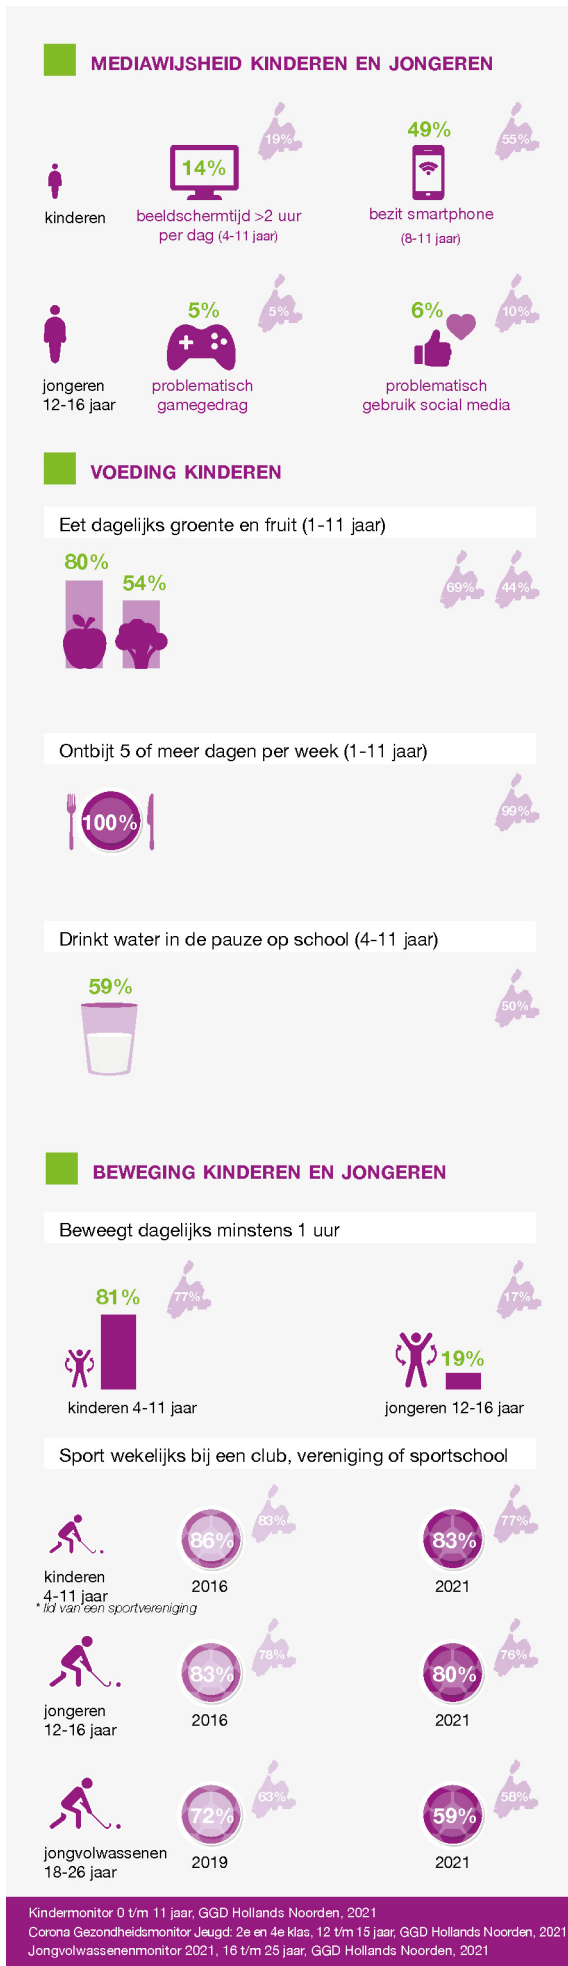 MEDIAWIJSHEID KINDEREN EN JONGEREN
19%
49%
55%
14%
kinderen
beeldschermtijd >2 uur
per dag (4-11 jaar)
bezit smartphone
(8-11 jaar)
5%
5%
6%
10%
jongeren
12-16 jaar
problematisch
gamegedrag
problematisch
gebruik social media
VOEDING KINDEREN
Eet dagelijks groente en fruit (1-11 jaar)
80%
54%
69%
44%
Ontbijt 5 of meer dagen per week (1-11 jaar)
100%
99%
Drinkt water in de pauze op school (4-11 jaar)
59%
50%
BEWEGING KINDEREN EN JONGEREN
Beweegt dagelijks minstens 1 uur
81%
77%
17%
19%
kinderen 4-11 jaar
jongeren 12-16 jaar
Sport wekelijks bij een club, vereniging of sportschool
86%
83%
83%
77%
kinderen
4-11 jaar
2016
2021
* lid van een sportvereniging
83%
78%
80%
76%
jongeren
12-16 jaar
2016
2021
72%
63%
59%
58%
jongvolwassenen
18-26 jaar
2019
2021
Kindermonitor 0 t/m 11 jaar, GGD Hollands Noorden, 2021
Corona Gezondheidsmonitor Jeugd: 2e en 4e klas, 12 t/m 15 jaar, GGD Hollands Noorden, 2021
Jongvolwassenenmonitor 2021, 16 t/m 25 jaar, GGD Hollands Noorden, 2021